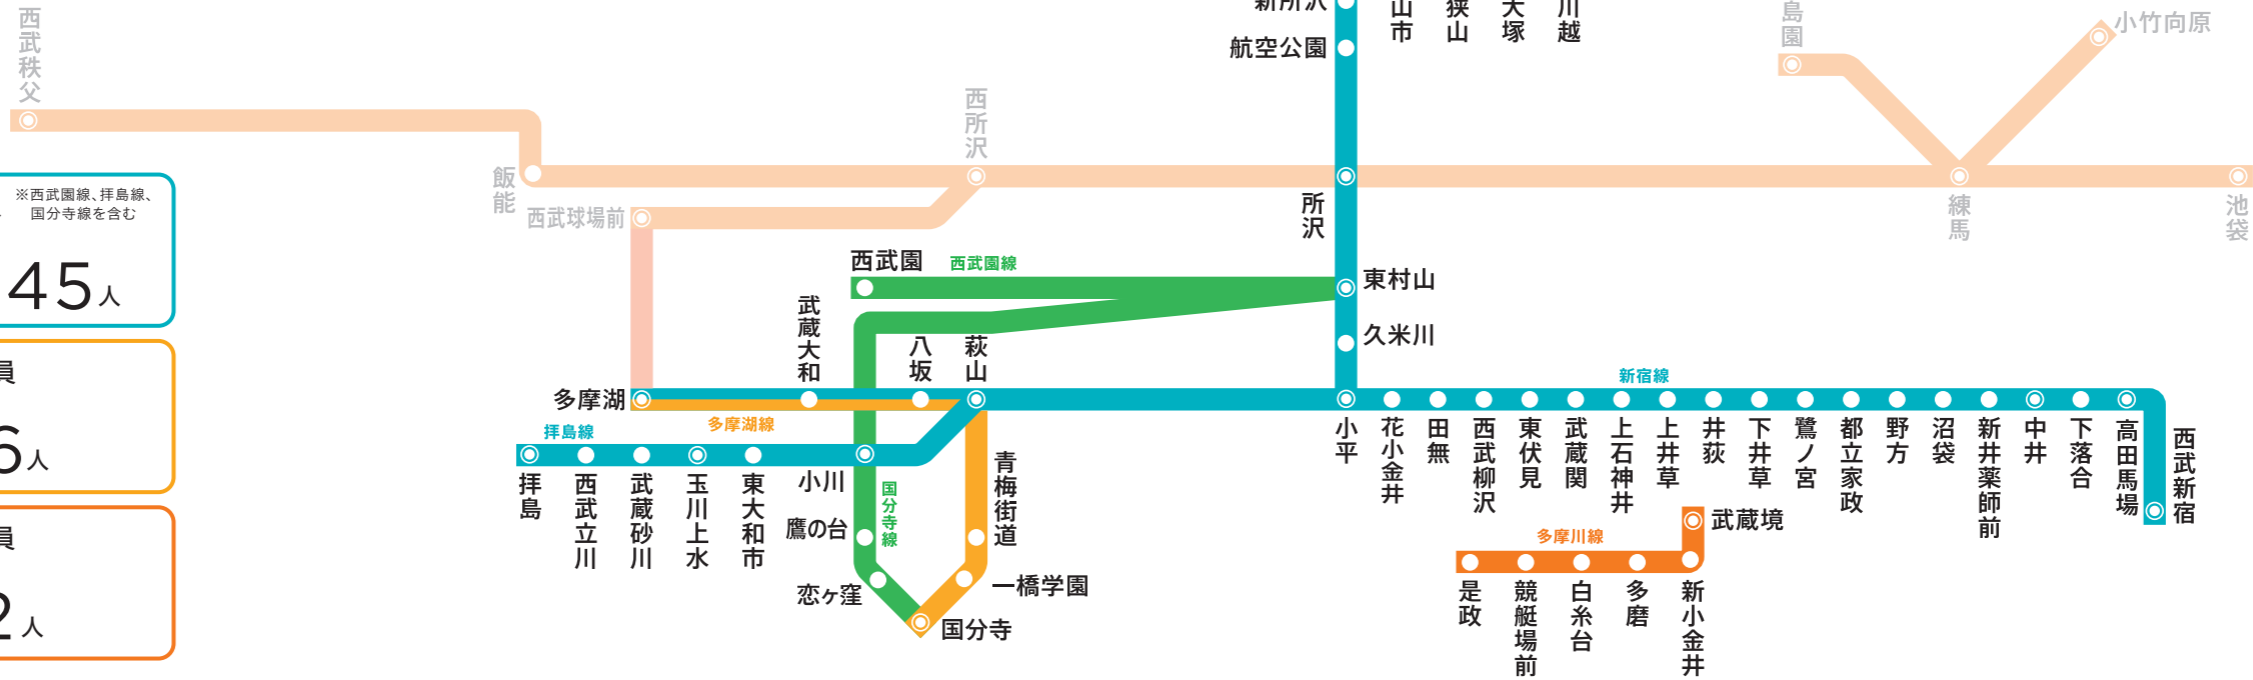 西武秩父
新所沢
航空公園
山市
狭山
大塚
川越
島園
小竹向原
西所沢
飯能
西武球場前
所沢
練馬
池袋
※西武園線、拝島線、
国分寺線を含む
45人
員
6人
員
2人
西武園
西武園線
東村山
久米川
武蔵大和
八坂
萩山
多摩湖
多摩湖線
拝島線
新宿線
拝島
西武立川
武蔵砂川
玉川上水
東大和市
小川
鷹の台
恋ヶ窪
国分寺線
国分寺
一橋学園
青梅街道
小平
花小金井
田無
西武柳沢
東伏見
武蔵関
上石神井
上井草
井荻
下井草
鷺ノ宮
都立家政
野方
沼袋
新井薬師前
中井
下落合
高田馬場
西武新宿
多摩川線
武蔵境
是政
競艇場前
白糸台
多磨
新小金井